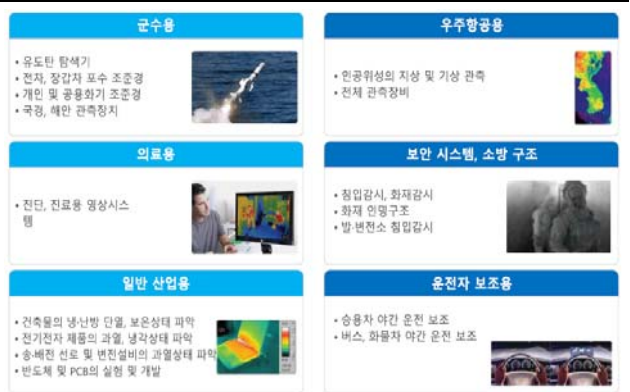 군수용
• 유도탄 탐색기
• 전자, 장갑차 포수 조준경
• 개인 및 공용화기 조준경
• 국경, 해안 관측장치
우주항공용
• 인공위성의 지상 및 기상 관측
• 전체 관측장비
의료용
• 진단, 진료용 영상시스
템
보안 시스템, 소방 구조
• 침입감시, 화재감시
• 화재 인명구조
• 발·변전소 침입감시
일반 산업용
• 건축물의 냉·난방 단열, 보온상태 파악
• 전기전자 제품의 과열, 냉각상태 파악
• 송·배전 선로 및 변전설비의 과열상태 파악
• 반도체 및 PCB의 실험 및 개발
운전자 보조용
• 승용차 야간 운전 보조
• 버스, 화물차 야간 운전 보조